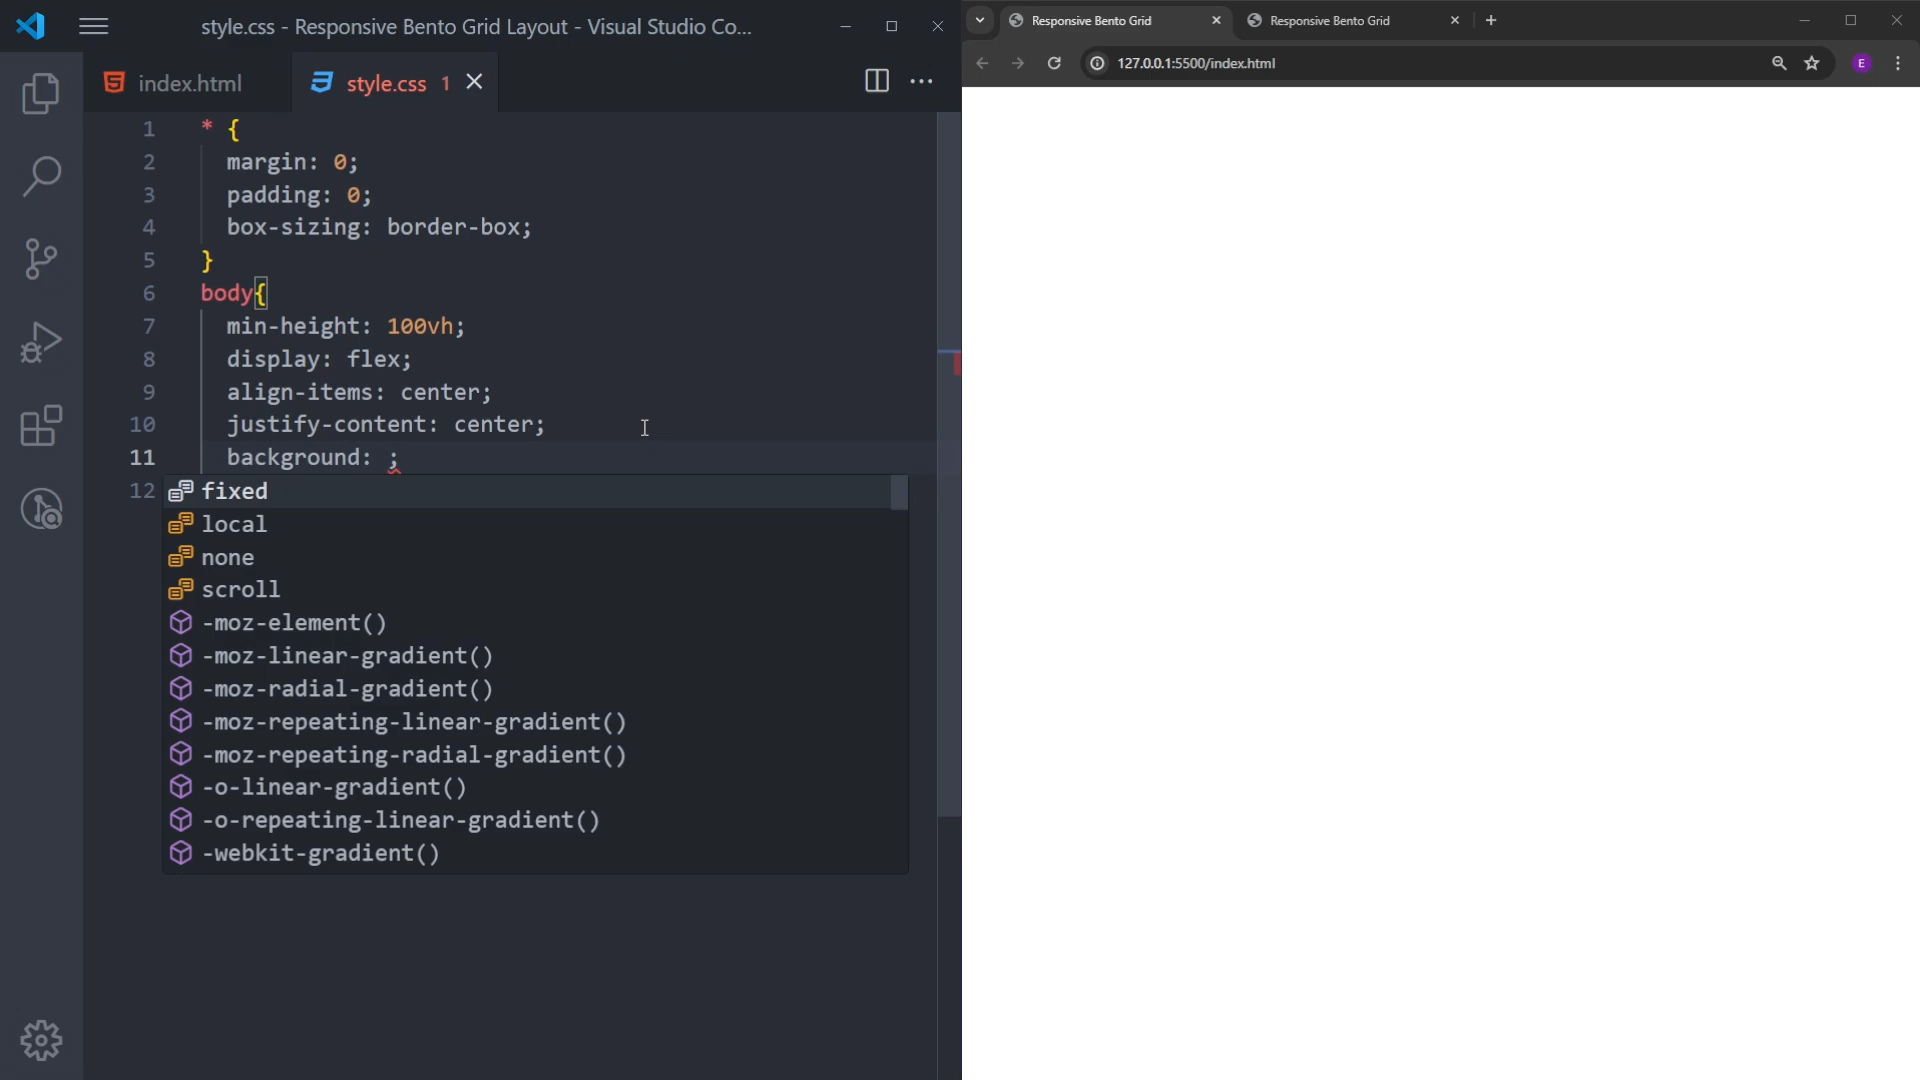 style.css - Responsive Bento Grid Layout - Visual Studio Co...
index.html
style.css 1
1 * {
2 margin: 0;
3 padding: 0;
4 box-sizing: border-box;
5 }
6 body{
7 min-height: 100vh;
8 display: flex;
9 align-items: center;
10 justify-content: center;
11 background: ;
12
fixed
local
none
scroll
-moz-element()
-moz-linear-gradient()
-moz-radial-gradient()
-moz-repeating-linear-gradient()
-moz-repeating-radial-gradient()
-o-linear-gradient()
-o-repeating-linear-gradient()
-webkit-gradient()
Responsive Bento Grid
Responsive Bento Grid
127.0.0.1:5500/index.html
E